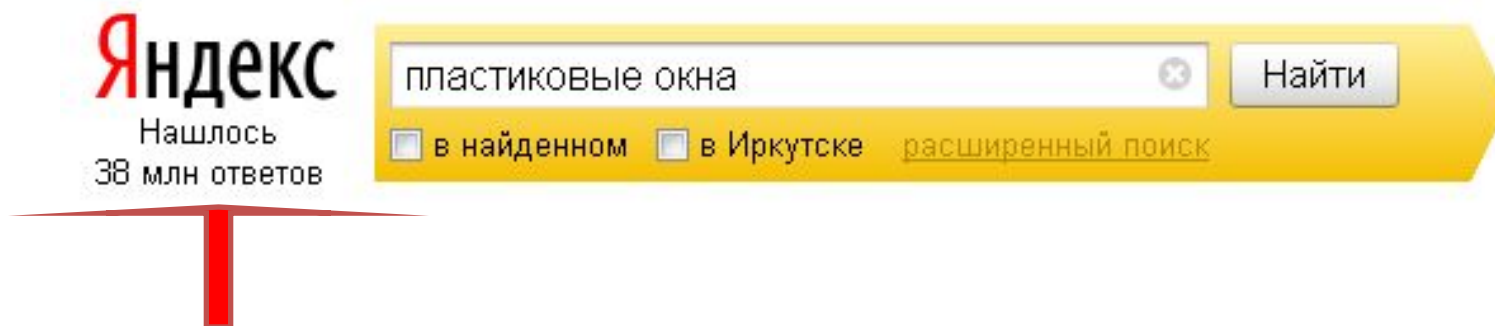 Яндекс
Нашлось
38 млн ответов
пластиковые окна
Найти
в найденном в Иркутске расширенный поиск